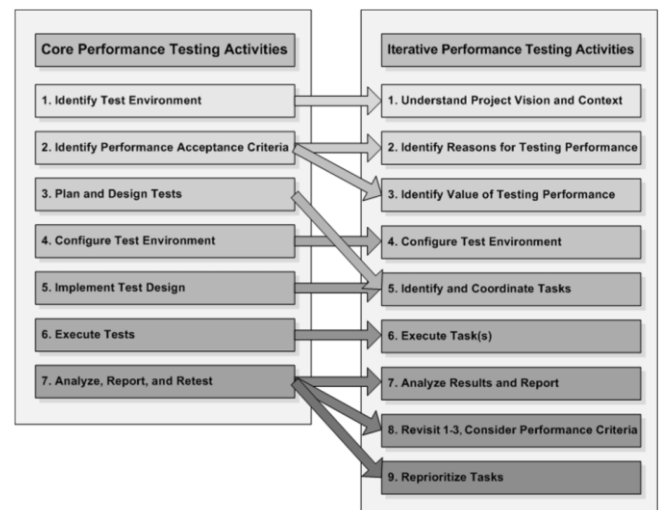 Core Performance Testing Activities
1. Identify Test Environment
2. Identify Performance Acceptance Criteria
3. Plan and Design Tests
4. Configure Test Environment
5. Implement Test Design
6. Execute Tests
7. Analyze, Report, and Retest
Iterative Performance Testing Activities
1. Understand Project Vision and Context
2. Identify Reasons for Testing Performance
3. Identify Value of Testing Performance
4. Configure Test Environment
5. Identify and Coordinate Tasks
6. Execute Task(s)
7. Analyze Results and Report
8. Revisit 1-3, Consider Performance Criteria
9. Reprioritize Tasks